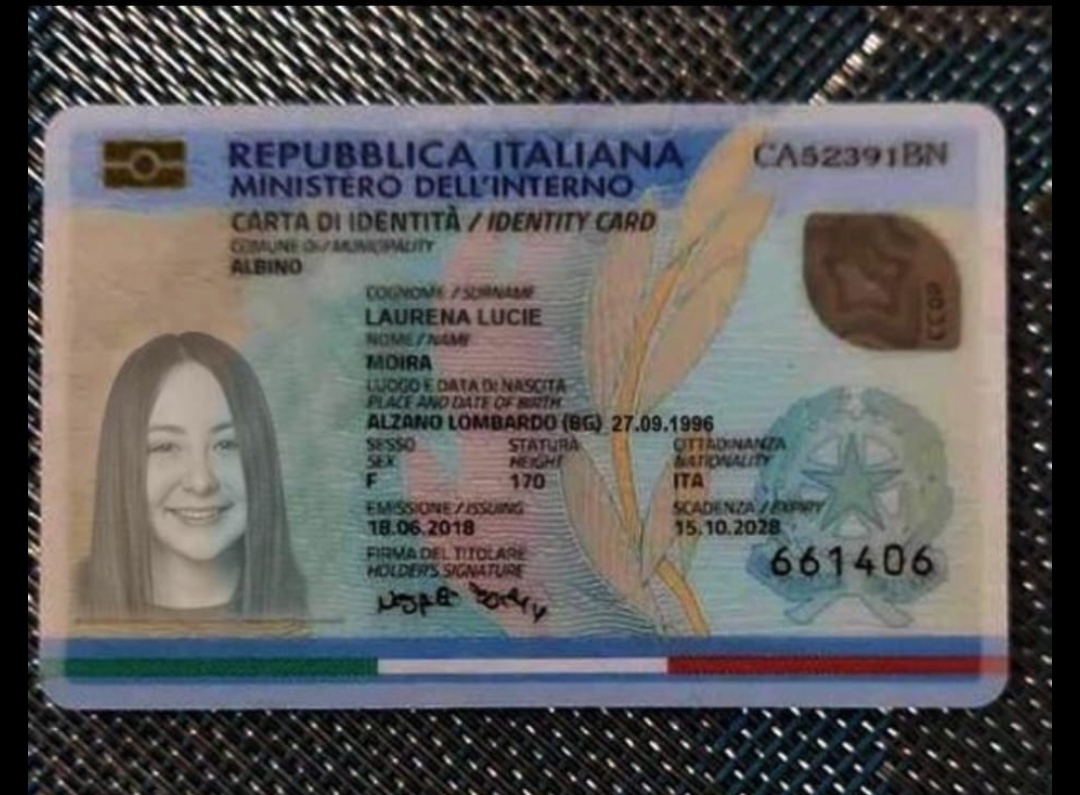 REPUBBLICA ITALIANA
CA52391BN
MINISTERO DELL'INTERNO
CARTA DI IDENTITÀ / IDENTITY CARD
COMUNE DI / MUNICIPALITY
ALBINO
COGNOME / SURNAME
LAURENA LUCIE
NOME / NAME
MOIRA
LUOGO E DATA DI NASCITA
PLACE AND DATE OF BIRTH
ALZANO LOMBARDO (BG) 27.09.1996
SESSO STATURA CITTADINANZA
SEX HEIGHT NATIONALITY
F 170 ITA
EMISSIONE / ISSUING SCADENZA / EXPIRY
18.06.2018 15.10.2028
FIRMA DEL TITOLARE
HOLDER'S SIGNATURE
661406